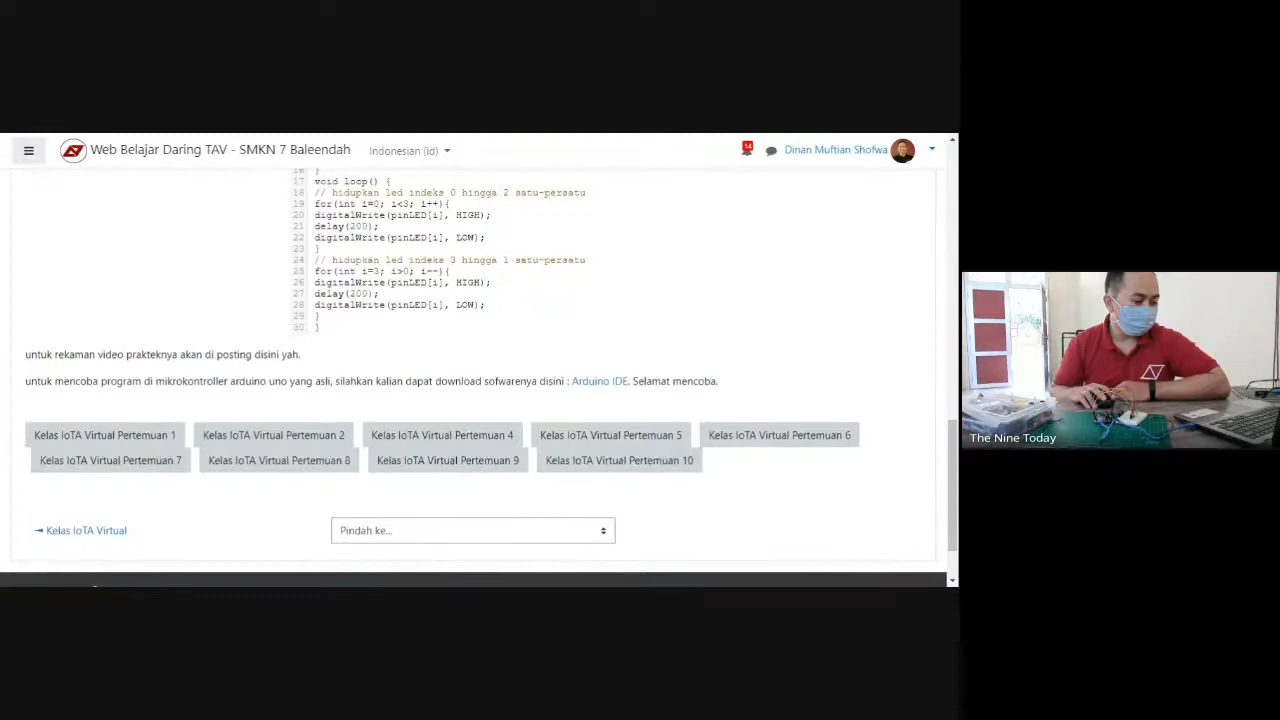 Web Belajar Daring TAV - SMKN 7 Baleendah
Indonesian (id)
14
Dinan Muftian Shofwa
16 }
17 void loop() {
18 // hidupkan led indeks 0 hingga 2 satu-persatu
19 for(int i=0; i<3; i++){
20 digitalWrite(pinLED[i], HIGH);
21 delay(200);
22 digitalWrite(pinLED[i], LOW);
23 }
24 // hidupkan led indeks 3 hingga 1 satu-persatu
25 for(int i=3; i>0; i--){
26 digitalWrite(pinLED[i], HIGH);
27 delay(200);
28 digitalWrite(pinLED[i], LOW);
29 }
30 }
untuk rekaman video prakteknya akan di posting disini yah.
untuk mencoba program di mikrokontroller arduino uno yang asli, silahkan kalian dapat download sofwarenya disini : Arduino IDE. Selamat mencoba.
Kelas IoTA Virtual Pertemuan 1 Kelas IoTA Virtual Pertemuan 2 Kelas IoTA Virtual Pertemuan 4 Kelas IoTA Virtual Pertemuan 5 Kelas IoTA Virtual Pertemuan 6
Kelas IoTA Virtual Pertemuan 7 Kelas IoTA Virtual Pertemuan 8 Kelas IoTA Virtual Pertemuan 9 Kelas IoTA Virtual Pertemuan 10
Kelas IoTA Virtual
Pindah ke...
The Nine Today